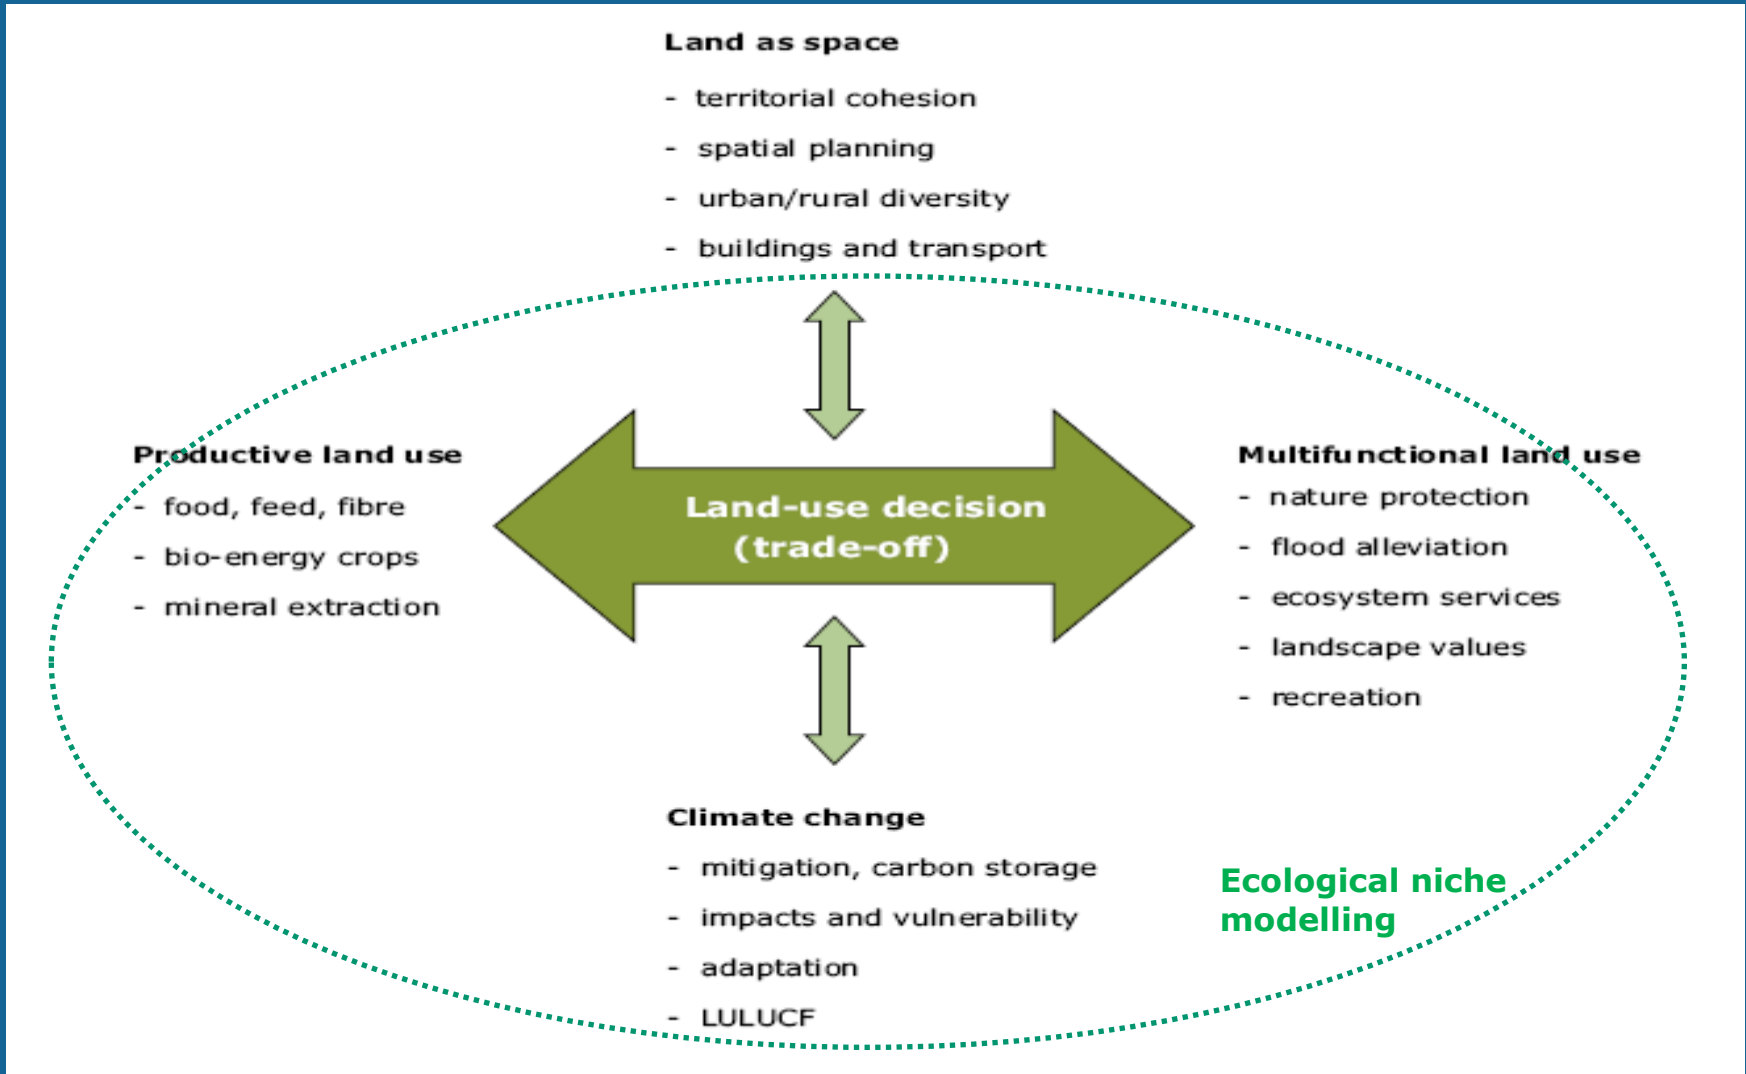 Land as space
- territorial cohesion
- spatial planning
- urban/rural diversity
- buildings and transport
Productive land use
- food, feed, fibre
- bio-energy crops
- mineral extraction
Land-use decision
(trade-off)
Multifunctional land use
- nature protection
- flood alleviation
- ecosystem services
- landscape values
- recreation
Climate change
- mitigation, carbon storage
- impacts and vulnerability
- adaptation
- LULUCF
Ecological niche
modelling